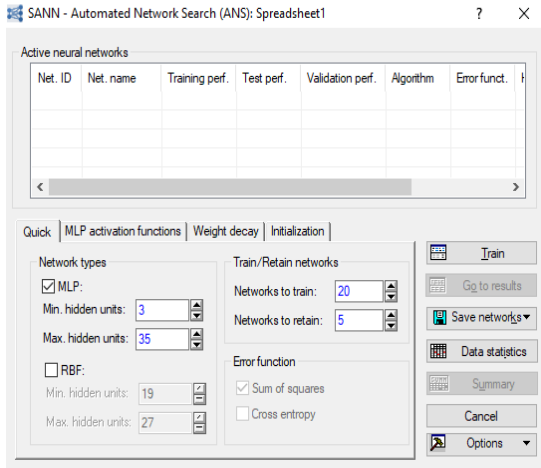 SANN - Automated Network Search (ANS): Spreadsheet1 ? X
Active neural networks
Net. ID Net. name Training perf. Test perf. Validation perf. Algorithm Error funct.
Quick MLP activation functions Weight decay Initialization
Network types
MLP:
Min. hidden units: 3
Max. hidden units: 35
RBF:
Min. hidden units: 19
Max. hidden units: 27
Train/Retain networks
Networks to train: 20
Networks to retain: 5
Error function
Sum of squares
Cross entropy
Train
Go to results
Save networks
Data statistics
Summary
Cancel
Options